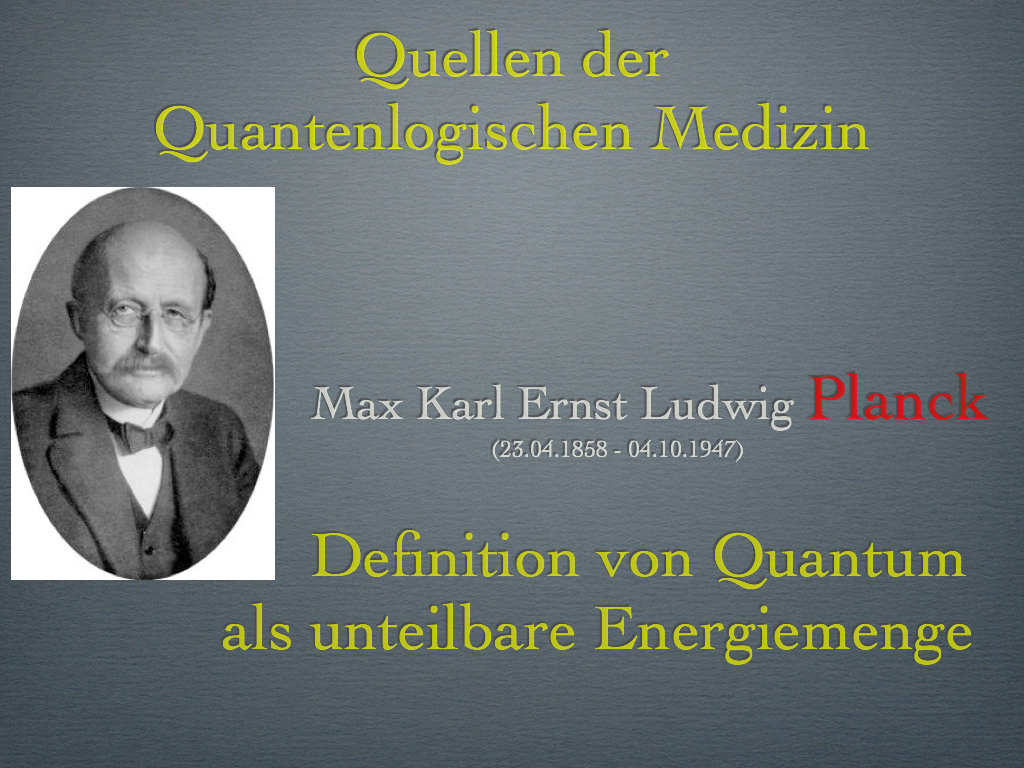 Quellen der
Quantenlogischen Medizin
Max Karl Ernst Ludwig Planck
(23.04.1858 - 04.10.1947)
Definition von Quantum
als unteilbare Energiemenge